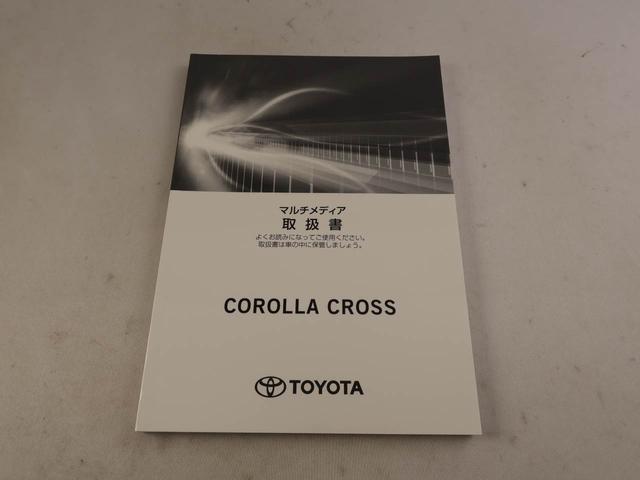 マルチメディア
取扱書
よくお読みになってご使用ください。
取扱書は車の中に保管しましょう。
COROLLA CROSS
TOYOTA